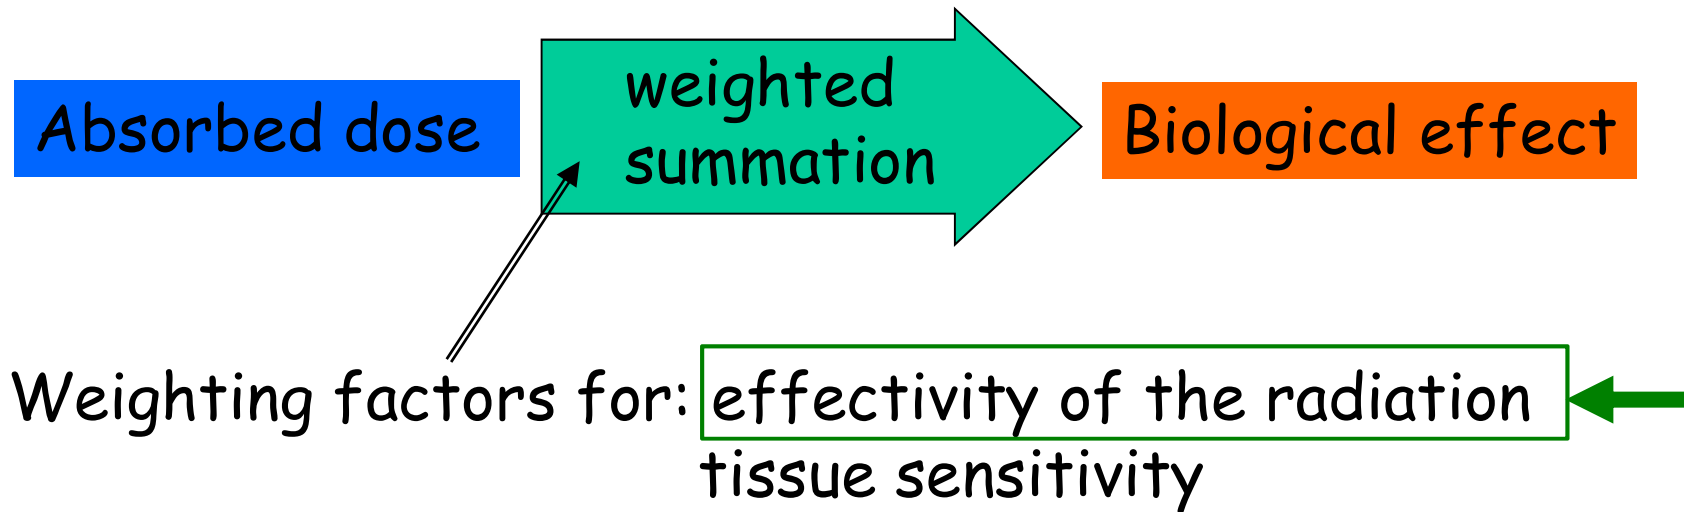 Absorbed dose
weighted
summation
Biological effect
Weighting factors for: effectivity of the radiation
tissue sensitivity